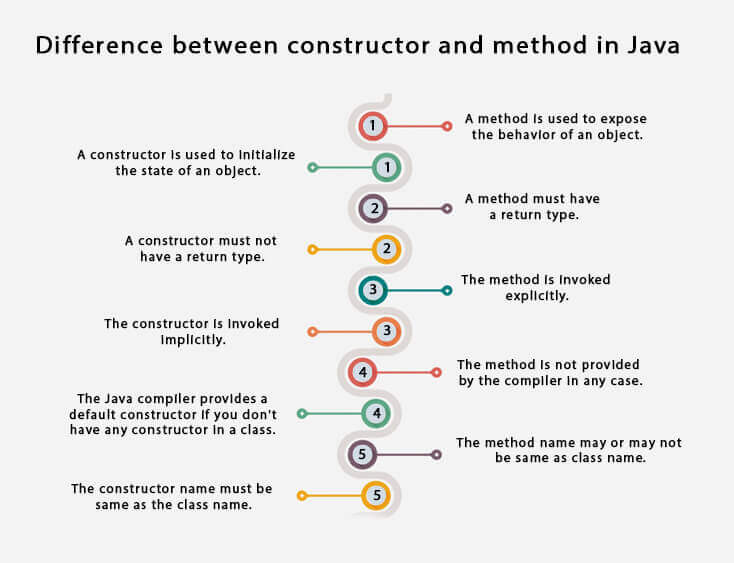 Difference between constructor and method in Java
1
A method is used to expose
the behavior of an object.
A constructor is used to initialize
the state of an object.
1
2
A method must have
a return type.
A constructor must not
have a return type.
2
3
The method is invoked
explicitly.
The constructor is invoked
implicitly.
3
4
The method is not provided
by the compiler in any case.
The Java compiler provides a
default constructor if you don't
have any constructor in a class.
4
5
The method name may or may not
be same as class name.
The constructor name must be
same as the class name.
5